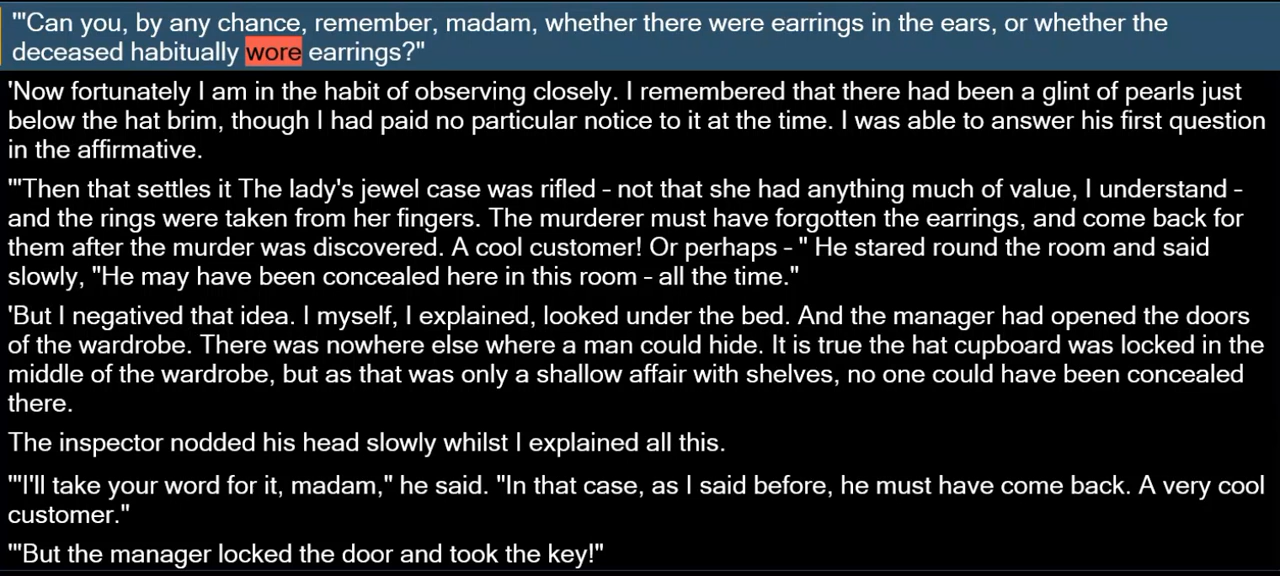 "'Can you, by any chance, remember, madam, whether there were earrings in the ears, or whether the
deceased habitually wore earrings?"
'Now fortunately I am in the habit of observing closely. I remembered that there had been a glint of pearls just
below the hat brim, though I had paid no particular notice to it at the time. I was able to answer his first question
in the affirmative.
"'Then that settles it The lady's jewel case was rifled - not that she had anything much of value, I understand -
and the rings were taken from her fingers. The murderer must have forgotten the earrings, and come back for
them after the murder was discovered. A cool customer! Or perhaps - " He stared round the room and said
slowly, "He may have been concealed here in this room - all the time."
'But I negatived that idea. I myself, I explained, looked under the bed. And the manager had opened the doors
of the wardrobe. There was nowhere else where a man could hide. It is true the hat cupboard was locked in the
middle of the wardrobe, but as that was only a shallow affair with shelves, no one could have been concealed
there.
The inspector nodded his head slowly whilst I explained all this.
"'I'll take your word for it, madam," he said. "In that case, as I said before, he must have come back. A very cool
customer."
"'But the manager locked the door and took the key!"